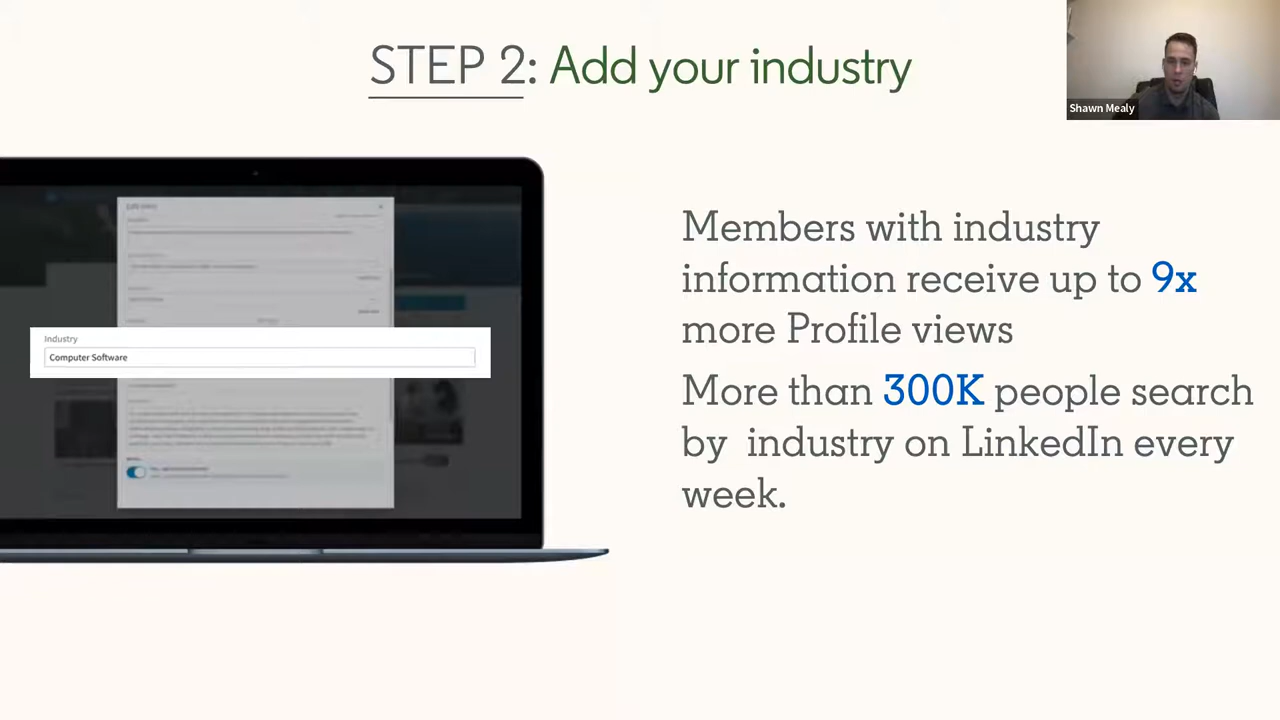 STEP 2: Add your industry
Shawn Mealy
Industry
Computer Software
Members with industry
information receive up to 9x
more Profile views
More than 300K people search
by industry on LinkedIn every
week.